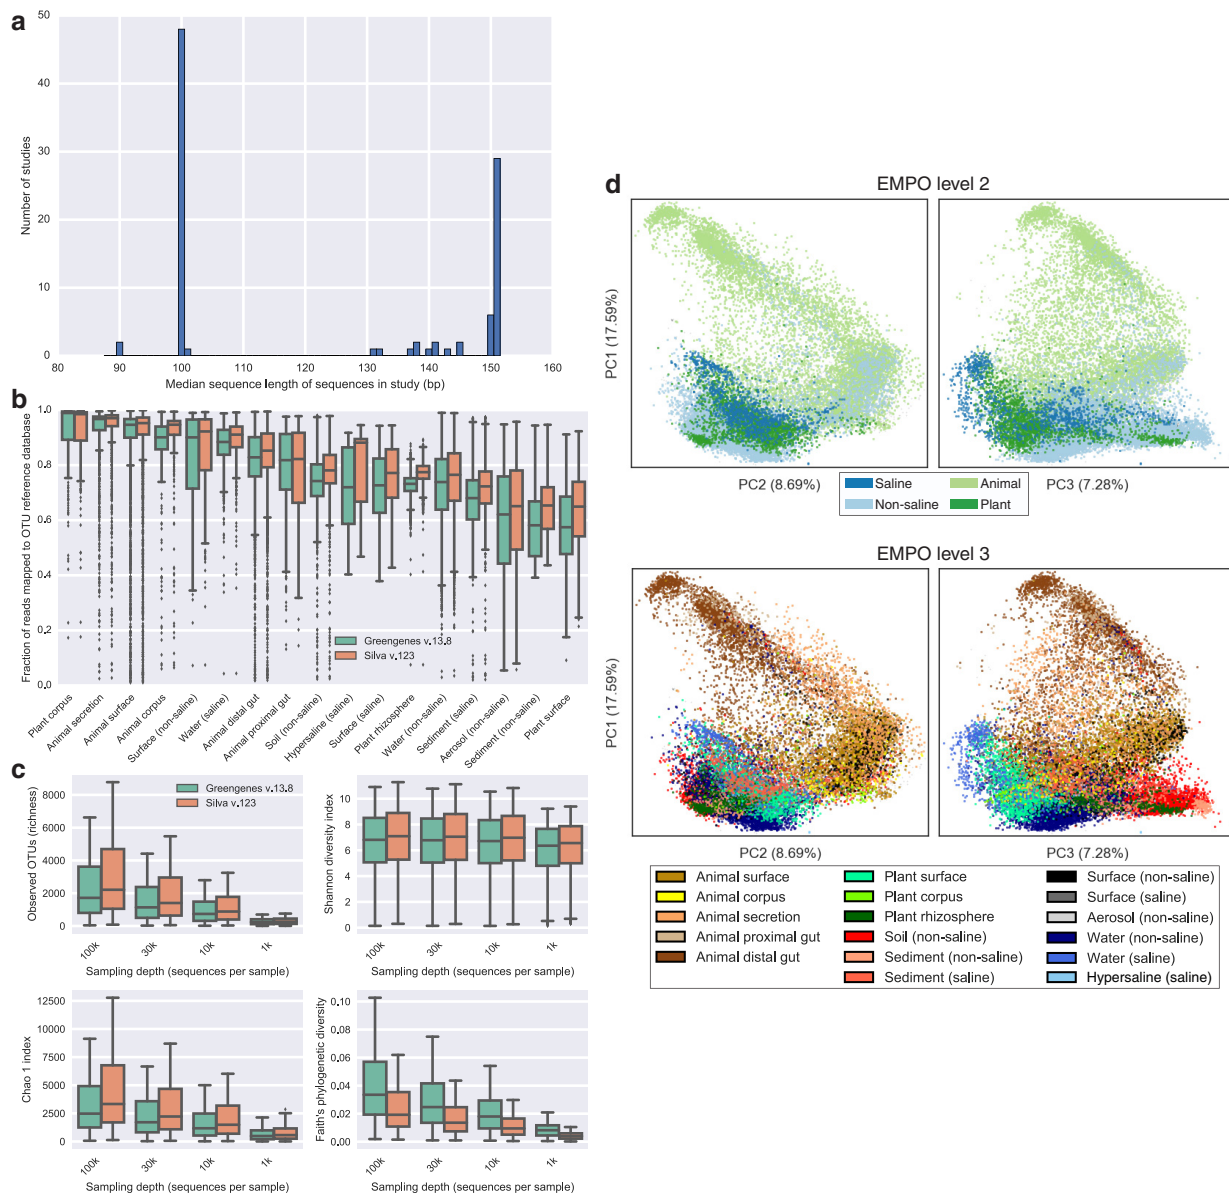 a
50
40
30
20
10
0
Number of studies
80 90 100 110 120 130 140 150 160
Median sequence length of sequences in study (bp)
b
1.0
0.8
0.6
0.4
0.2
0.0
Fraction of reads mapped to OTU reference database
Greengenes v.13.8
Silva v.123
Plant corpus
Animal secretion
Animal surface
Animal corpus
Surface (non-saline)
Water (saline)
Animal distal gut
Animal proximal gut
Soil (non-saline)
Hypersaline (saline)
Surface (saline)
Plant rhizosphere
Water (non-saline)
Sediment (saline)
Aerosol (non-saline)
Sediment (non-saline)
Plant surface
c
Greengenes v.13.8
Silva v.123
8000
6000
4000
2000
0
Observed OTUs (richness)
100k 30k 10k 1k
Sampling depth (sequences per sample)
10
8
6
4
2
0
Shannon diversity index
100k 30k 10k 1k
Sampling depth (sequences per sample)
12500
10000
7500
5000
2500
0
Chao 1 index
100k 30k 10k 1k
Sampling depth (sequences per sample)
0.10
0.08
0.06
0.04
0.02
0.00
Faith's phylogenetic diversity
100k 30k 10k 1k
Sampling depth (sequences per sample)
d
EMPO level 2
PC1 (17.59%)
PC2 (8.69%)
PC3 (7.28%)
Saline
Animal
Non-saline
Plant
EMPO level 3
PC1 (17.59%)
PC2 (8.69%)
PC3 (7.28%)
Animal surface
Animal corpus
Animal secretion
Animal proximal gut
Animal distal gut
Plant surface
Plant corpus
Plant rhizosphere
Soil (non-saline)
Sediment (non-saline)
Sediment (saline)
Surface (non-saline)
Surface (saline)
Aerosol (non-saline)
Water (non-saline)
Water (saline)
Hypersaline (saline)